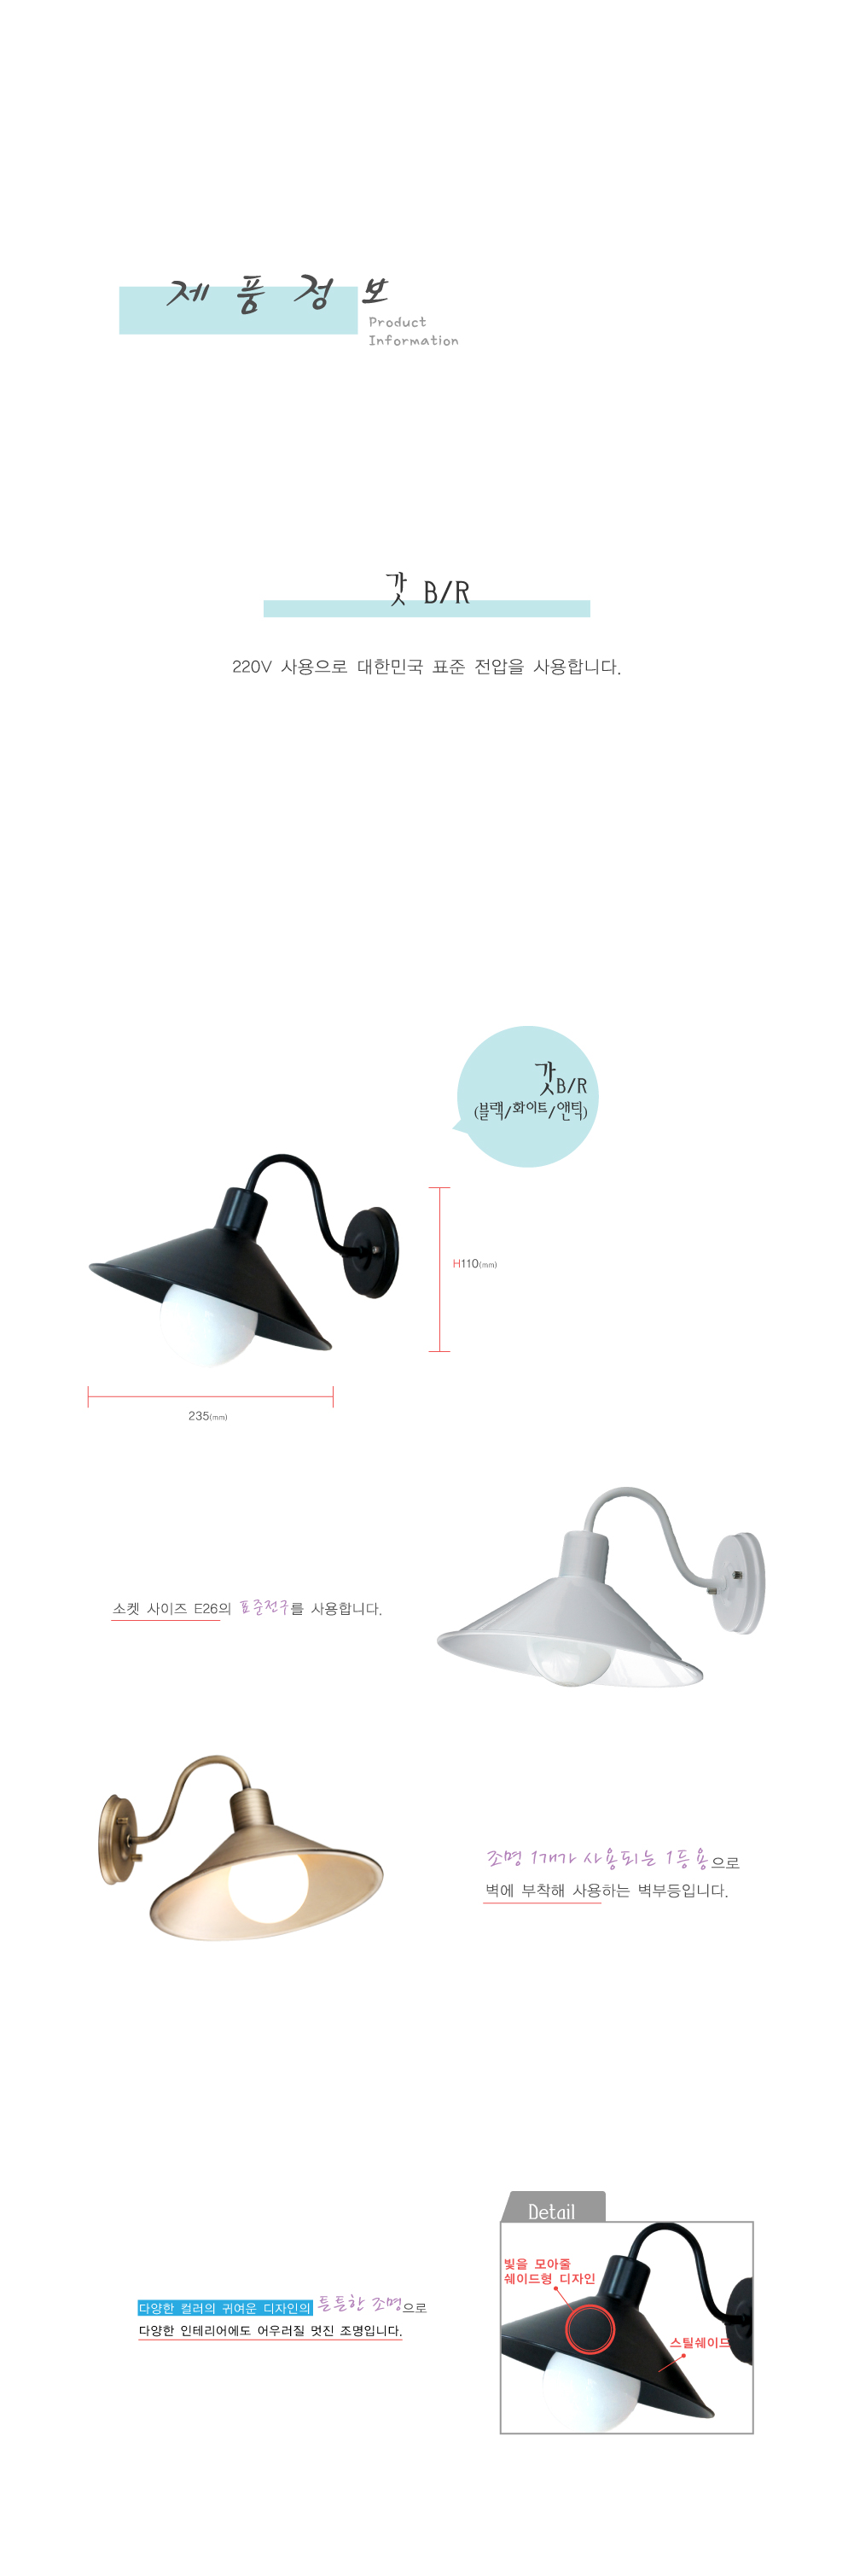 제 품 정 보
Product
Information
갓 B/R
220V 사용으로 대한민국 표준 전압을 사용합니다.
갓B/R
(블랙/화이트/앤틱)
H110(mm)
235(mm)
소켓 사이즈 E26의 표준전구를 사용합니다.
조명 1개가 사용되는 1등용으로
벽에 부착해 사용하는 벽부등입니다.
Detail
빛을 모아줄
쉐이드형 디자인
스틸쉐이드
다양한 컬러의 귀여운 디자인의 튼튼한 조명으로
다양한 인테리어에도 어우러질 멋진 조명입니다.